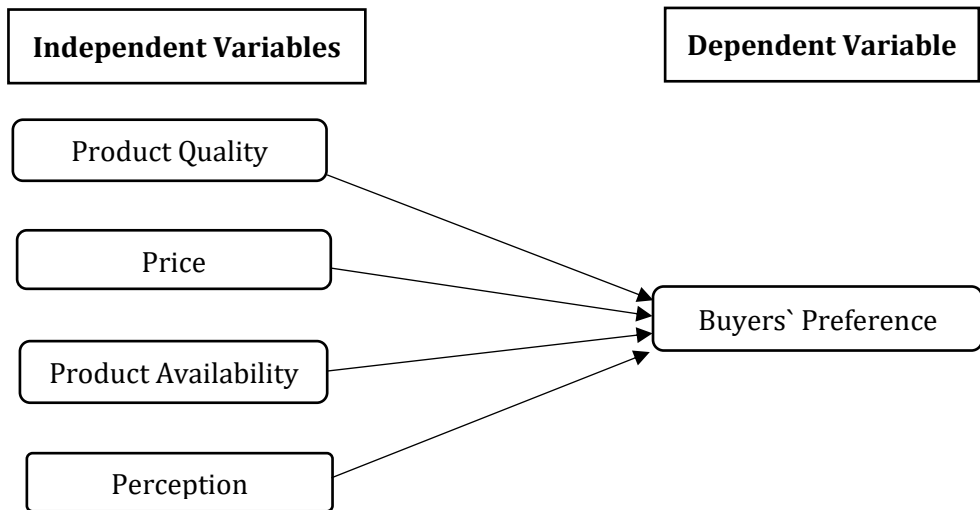 Independent Variables
Dependent Variable
Product Quality
Price
Product Availability
Perception
Buyers` Preference